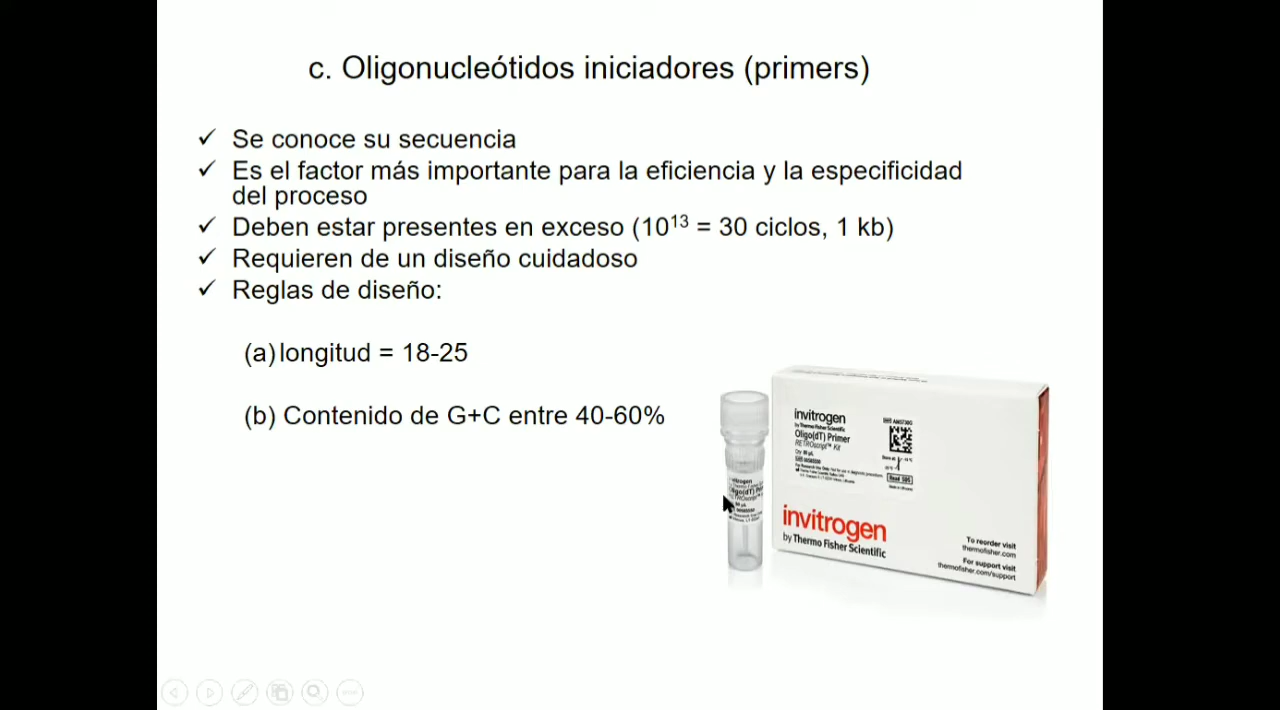 c. Oligonucleótidos iniciadores (primers)
✓ Se conoce su secuencia
✓ Es el factor más importante para la eficiencia y la especificidad
del proceso
✓ Deben estar presentes en exceso (10¹³ = 30 ciclos, 1 kb)
✓ Requieren de un diseño cuidadoso
✓ Reglas de diseño:
(a) longitud = 18-25
(b) Contenido de G+C entre 40-60%
invitrogen
by Thermo Fisher Scientific
Oligo(dT) Primer
RETROscript™ Kit
invitrogen
by Thermo Fisher Scientific
To reorder visit
thermofisher.com
For support visit
thermofisher.com/support